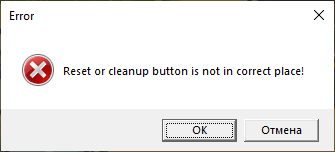 Error
Reset or cleanup button is not in correct place!
OK
Отмена